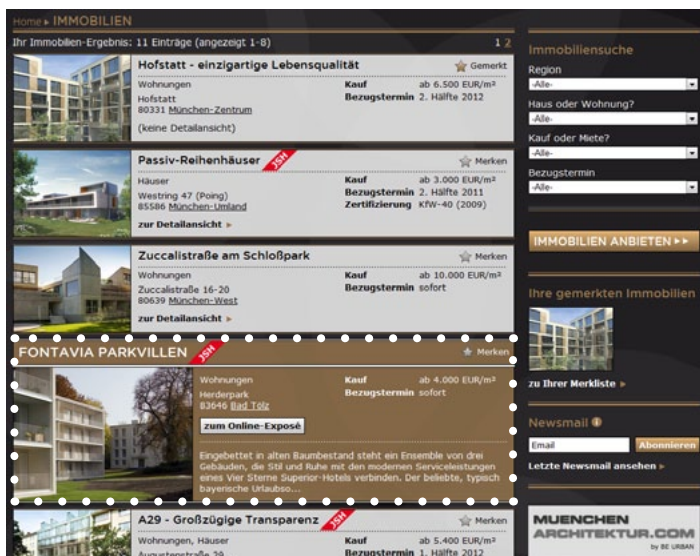 Home ▸ IMMOBILIEN
Ihr Immobilien-Ergebnis: 11 Einträge (angezeigt 1-8)
1 2
Hofstatt - einzigartige Lebensqualität
Gemerkt
Wohnungen
Kauf ab 6.500 EUR/m²
Hofstatt
Bezugstermin 2. Hälfte 2012
80331 München-Zentrum
(keine Detailansicht)
Passiv-Reihenhäuser
JSH
Merken
Häuser
Kauf ab 3.000 EUR/m²
Westring 47 (Poing)
Bezugstermin 2. Hälfte 2011
85586 München-Umland
Zertifizierung KfW-40 (2009)
zur Detailansicht ▸
Zuccalistraße am Schloßpark
Merken
Wohnungen
Kauf ab 10.000 EUR/m²
Zuccalistraße 16-20
Bezugstermin sofort
80639 München-West
zur Detailansicht ▸
FONTAVIA PARKVILLEN
JSH
Merken
Wohnungen
Kauf ab 4.000 EUR/m²
Herderpark
Bezugstermin sofort
83646 Bad Tölz
zum Online-Exposé
Eingebettet in alten Baumbestand steht ein Ensemble von drei
Gebäuden, die Stil und Ruhe mit den modernen Serviceleistungen
eines Vier Sterne Superior-Hotels verbinden. Der beliebte, typisch
bayerische Urlaubso...
A29 - Großzügige Transparenz
JSH
Merken
Wohnungen, Häuser
Kauf ab 5.400 EUR/m²
Augustenstraße 29
Bezugstermin 1. Hälfte 2012
Immobiliensuche
Region
-Alle-
Haus oder Wohnung?
-Alle-
Kauf oder Miete?
-Alle-
Bezugstermin
-Alle-
IMMOBILIEN ANBIETEN ▸▸
Ihre gemerkten Immobilien
zu Ihrer Merkliste ▸
Newsmail
Email
Abonnieren
Letzte Newsmail ansehen ▸
MUENCHEN
ARCHITEKTUR.COM
by BE URBAN